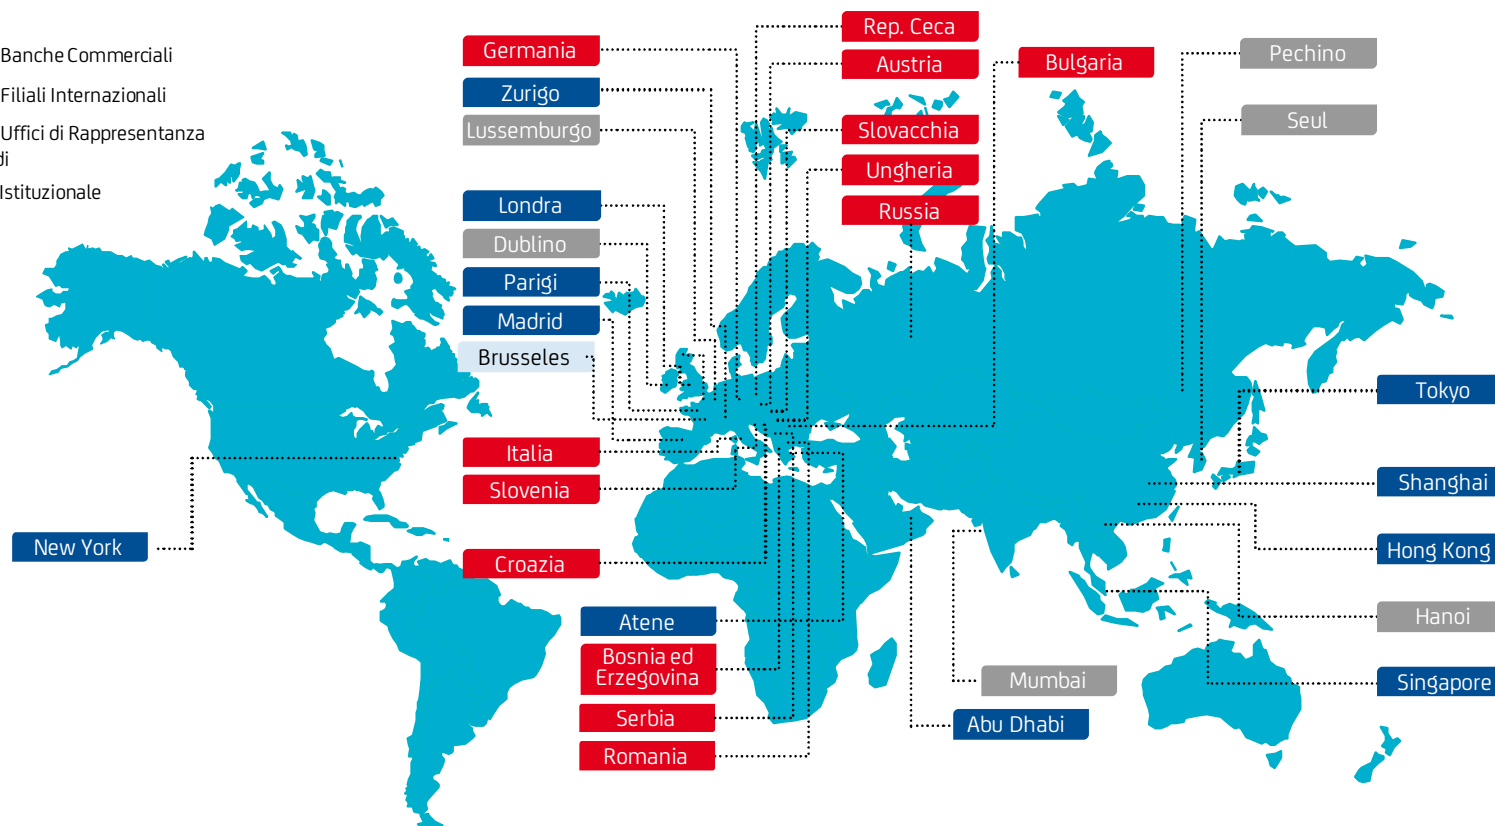 Banche Commerciali
Filiali Internazionali
Uffici di Rappresentanza
di
Istituzionale
Germania
Zurigo
Lussemburgo
Londra
Dublino
Parigi
Madrid
Brusseles
Italia
Slovenia
New York
Croazia
Atene
Bosnia ed
Erzegovina
Serbia
Romania
Rep. Ceca
Austria
Slovacchia
Ungheria
Russia
Bulgaria
Pechino
Seul
Tokyo
Shanghai
Hong Kong
Hanoi
Singapore
Mumbai
Abu Dhabi